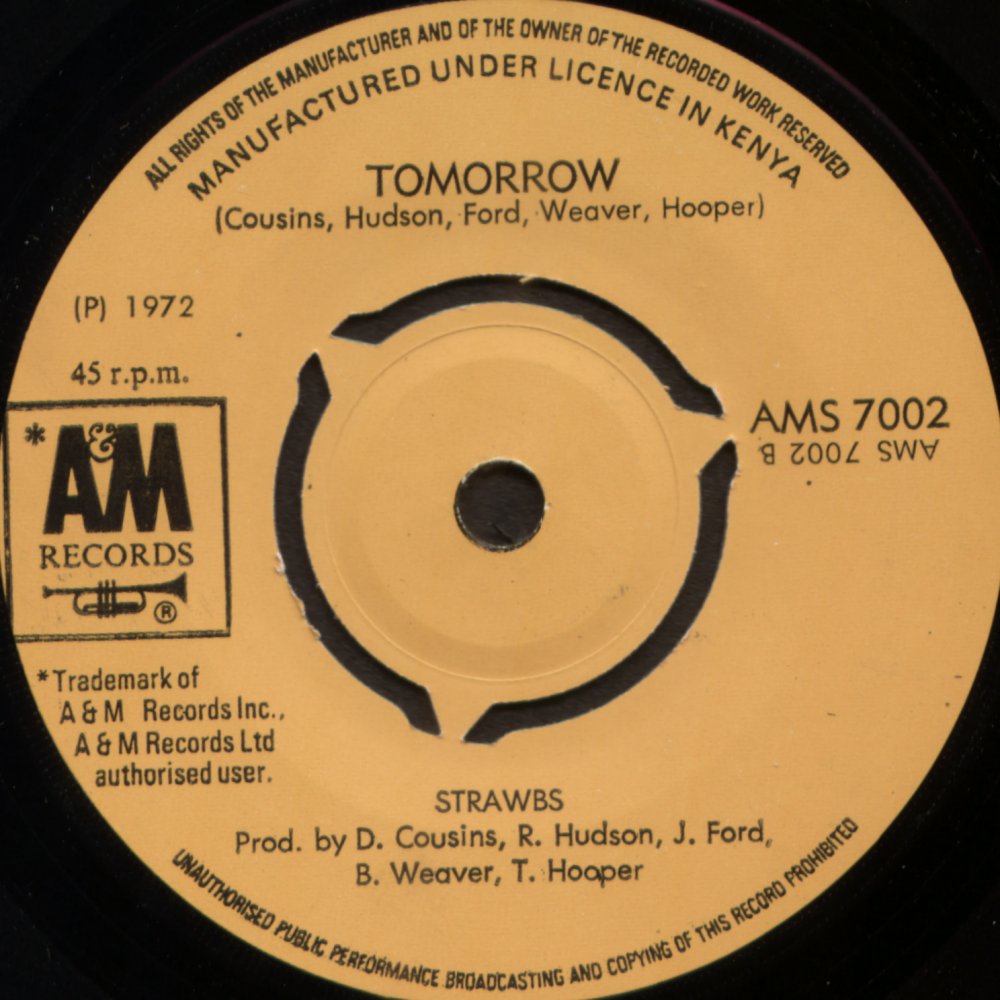 ALL RIGHTS OF THE MANUFACTURER AND OF THE OWNER OF THE RECORDED WORK RESERVED
MANUFACTURED UNDER LICENCE IN KENYA
TOMORROW
(Cousins, Hudson, Ford, Weaver, Hooper)
(P) 1972
45 r.p.m.
AMS 7002
AMS 7002 B
* A&M
RECORDS
®
*Trademark of
A & M Records Inc.,
A & M Records Ltd
authorised user.
STRAWBS
Prod. by D. Cousins, R. Hudson, J. Ford,
B. Weaver, T. Hooper
UNAUTHORISED PUBLIC PERFORMANCE BROADCASTING AND COPYING OF THIS RECORD PROHIBITED